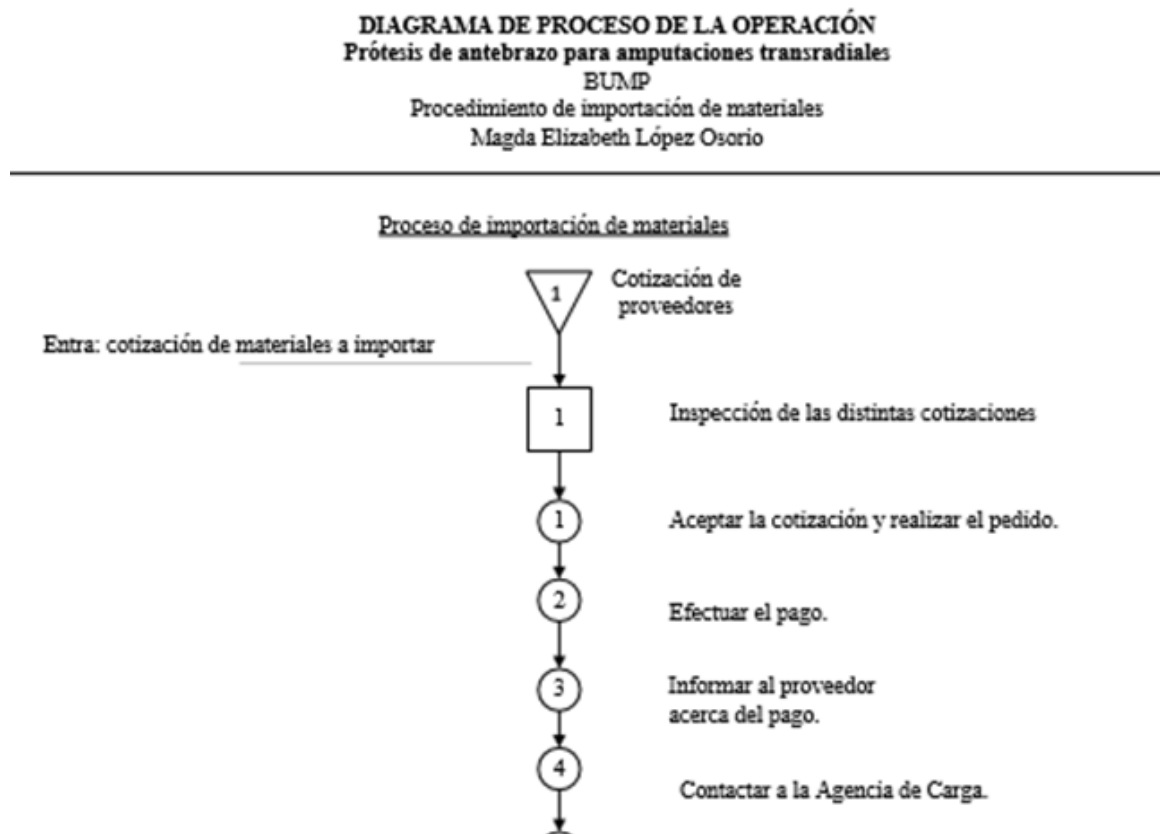 DIAGRAMA DE PROCESO DE LA OPERACIÓN
Prótesis de antebrazo para amputaciones transradiales
BUMP
Procedimiento de importación de materiales
Magda Elizabeth López Osorio
Proceso de importación de materiales
1
Cotización de
proveedores
Entra: cotización de materiales a importar
1
Inspección de las distintas cotizaciones
1
Aceptar la cotización y realizar el pedido.
2
Efectuar el pago.
3
Informar al proveedor
acerca del pago.
4
Contactar a la Agencia de Carga.